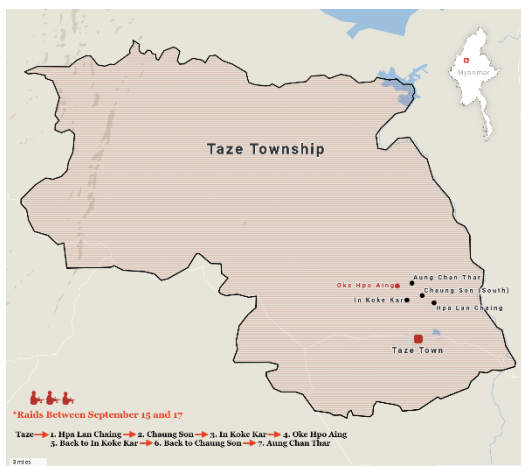 Myanmar
Taze Township
Aung Chan Thar
Oke Hpo Aing
Chaung Son (South)
In Koke Kar
Hpa Lan Chaing
Taze Town
*Raids Between September 15 and 17
Taze → 1. Hpa Lan Chaing → 2. Chaung Son → 3. In Koke Kar → 4. Oke Hpo Aing
5. Back to In Koke Kar → 6. Back to Chaung Son → 7. Aung Chan Thar